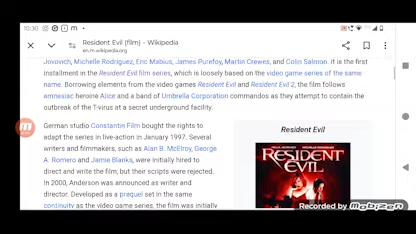 10:36
Resident Evil (film) - Wikipedia
en.m.wikipedia.org
Jovovich, Michelle Rodriguez, Eric Mabius, James Purefoy, Martin Crewes, and Colin Salmon. It is the first
installment in the Resident Evil film series, which is loosely based on the video game series of the same
name. Borrowing elements from the video games Resident Evil and Resident Evil 2, the film follows
amnesiac heroine Alice and a band of Umbrella Corporation commandos as they attempt to contain the
outbreak of the T-virus at a secret underground facility.
German studio Constantin Film bought the rights to
adapt the series in live-action in January 1997. Several
writers and filmmakers, such as Alan B. McElroy, George
A. Romero and Jamie Blanks, were initially hired to
direct and write the film, but their scripts were rejected.
In 2000, Anderson was announced as writer and
director. Developed as a prequel set in the same
continuity as the video game series, the film was initially
Resident Evil
RESIDENT
EVIL
Recorded by Mobizen